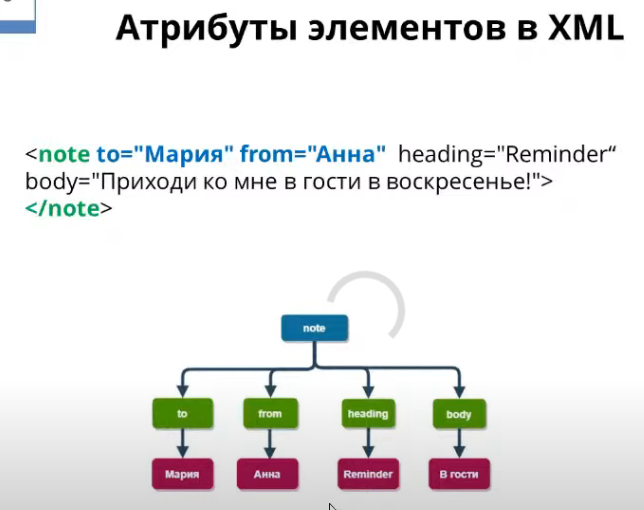 Атрибуты элементов в XML
<note to="Мария" from="Анна" heading="Reminder“
body="Приходи ко мне в гости в воскресенье!">
</note>
note
to from heading body
Мария Анна Reminder В гости